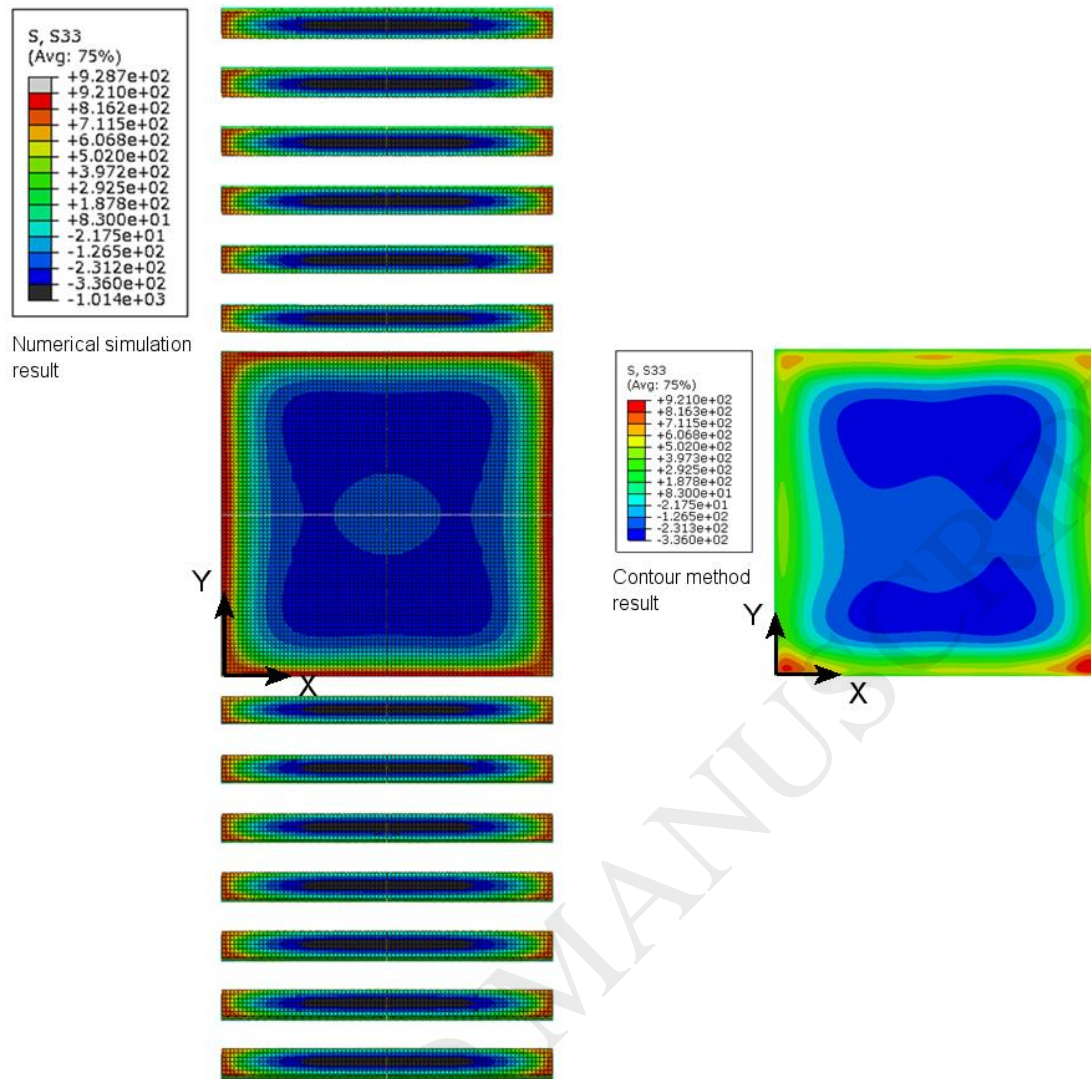 S, S33
(Avg: 75%)
+9.287e+02
+9.210e+02
+8.162e+02
+7.115e+02
+6.068e+02
+5.020e+02
+3.972e+02
+2.925e+02
+1.878e+02
+8.300e+01
-2.175e+01
-1.265e+02
-2.312e+02
-3.360e+02
-1.014e+03
Numerical simulation
result
Y
X
S, S33
(Avg: 75%)
+9.210e+02
+8.163e+02
+7.115e+02
+6.068e+02
+5.020e+02
+3.973e+02
+2.925e+02
+1.878e+02
+8.300e+01
-2.175e+01
-1.265e+02
-2.313e+02
-3.360e+02
Contour method
result
Y
X
MANUSCRIP